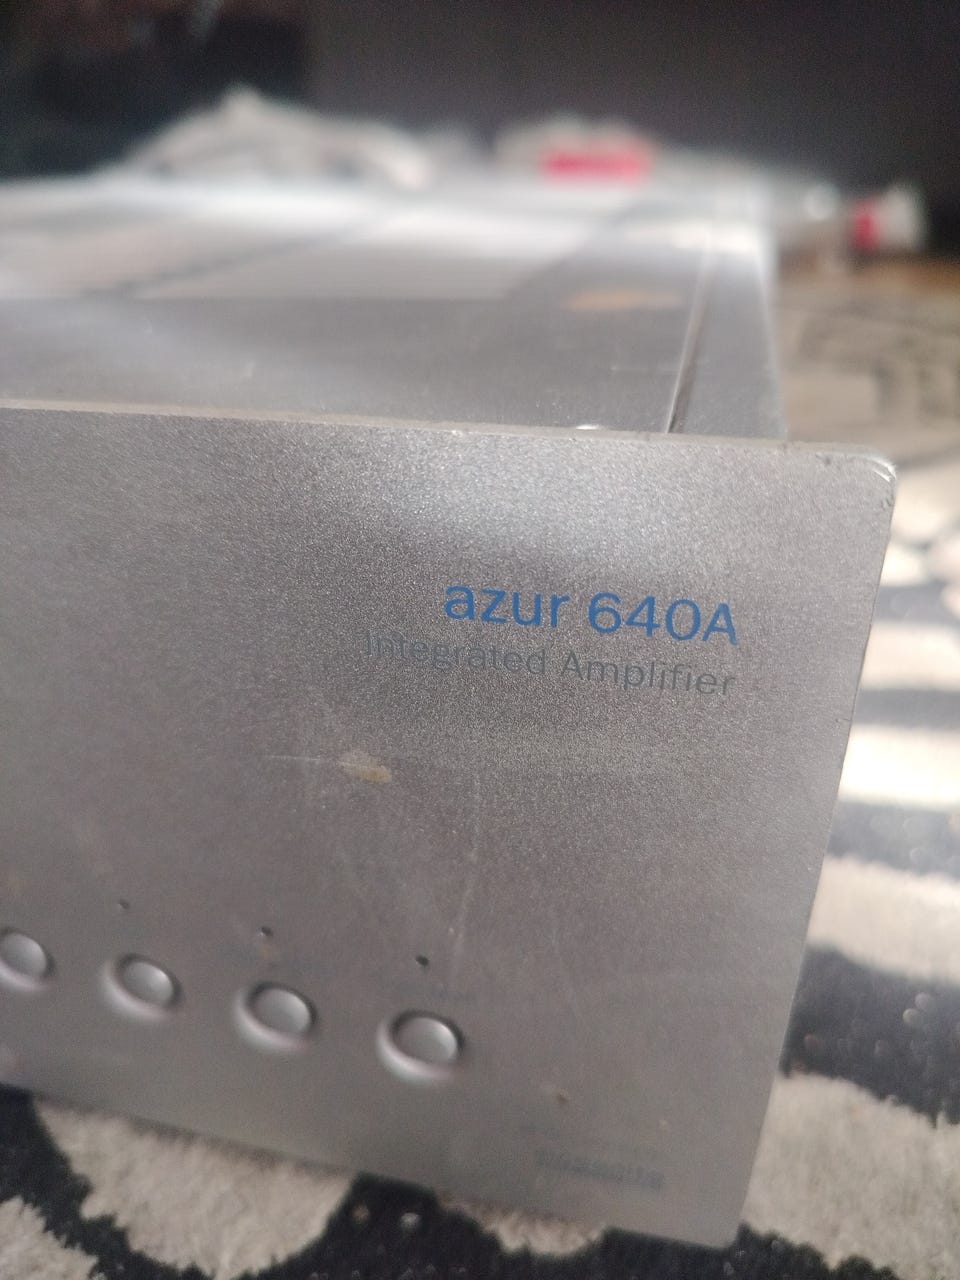 azur 640A
Integrated Amplifier